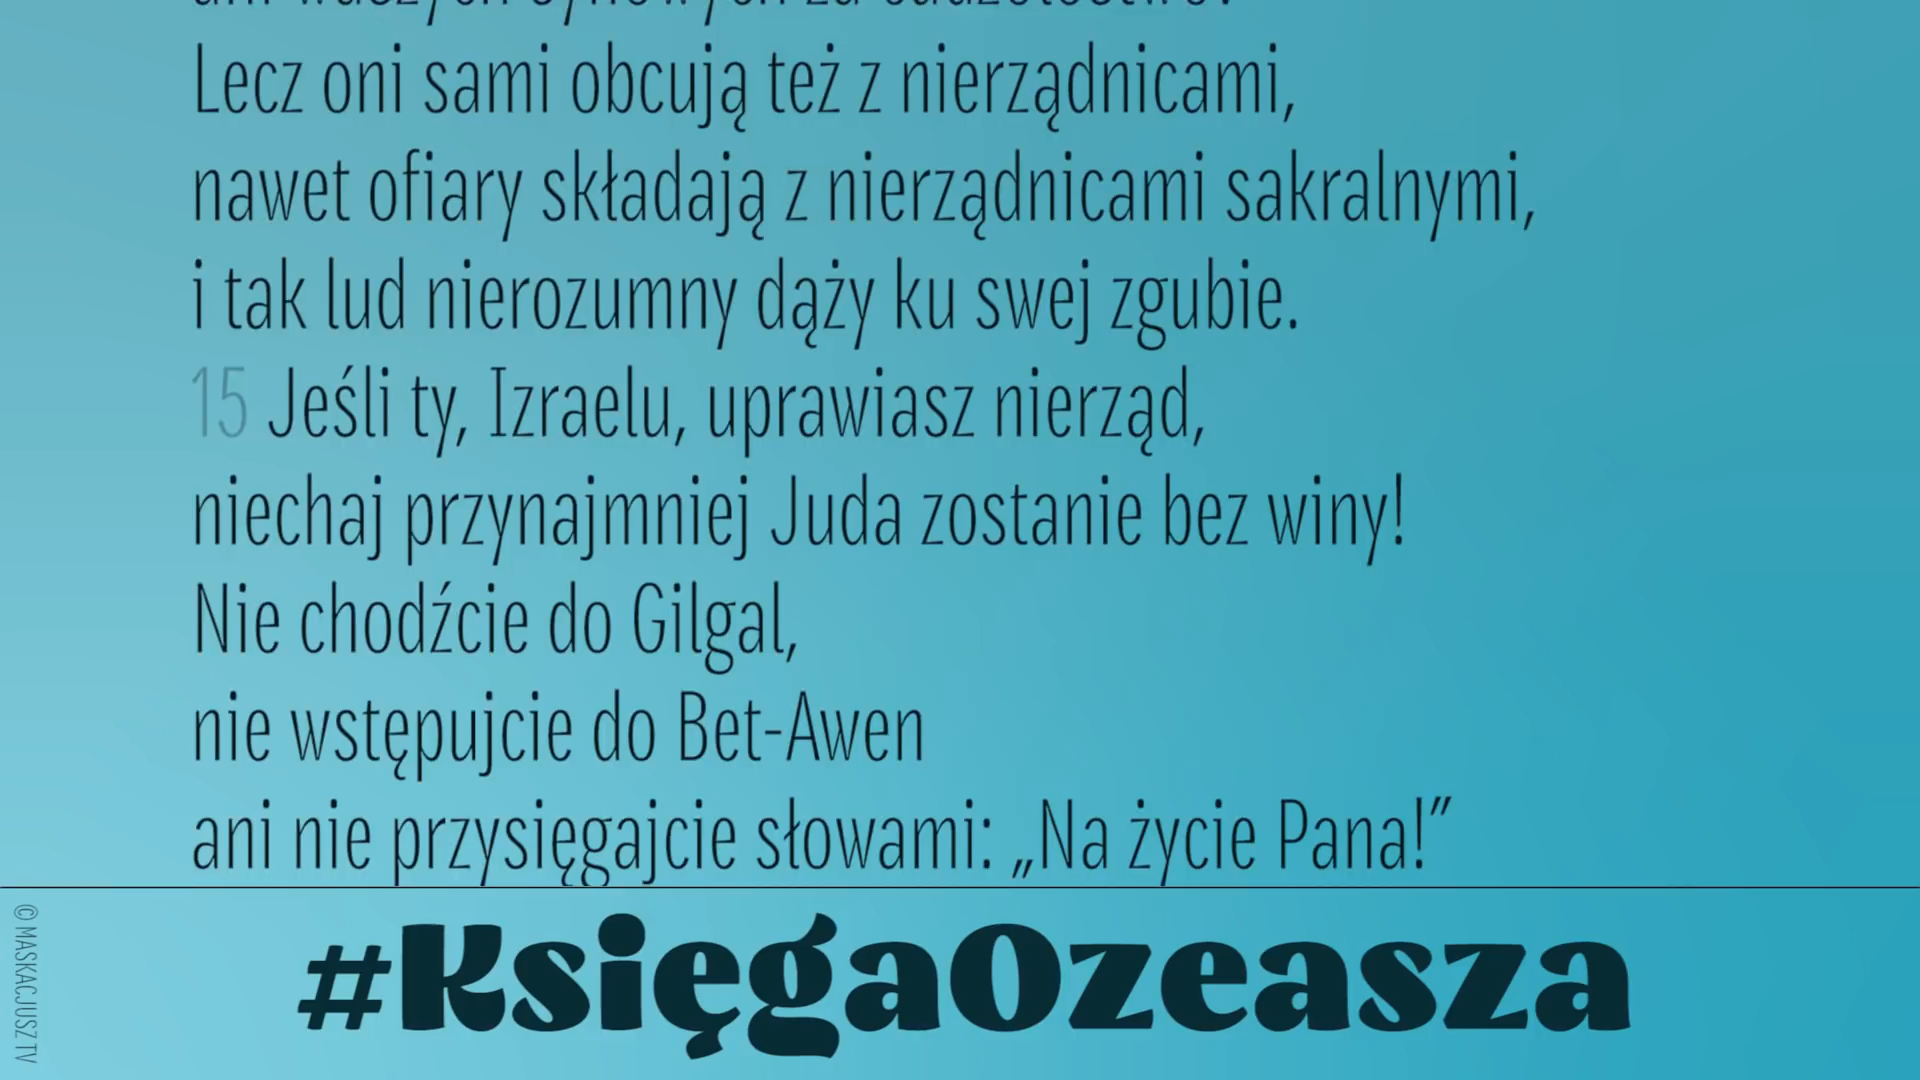 Lecz oni sami obcują też z nierządnicami,
nawet ofiary składają z nierządnicami sakralnymi,
i tak lud nierozumny dąży ku swej zgubie.
15 Jeśli ty, Izraelu, uprawiasz nierząd,
niechaj przynajmniej Juda zostanie bez winy!
Nie chodźcie do Gilgal,
nie wstępujcie do Bet-Awen
ani nie przysięgajcie słowami: „Na życie Pana!”
#KsięgaOzeasza
© MASKACJUSZ TV